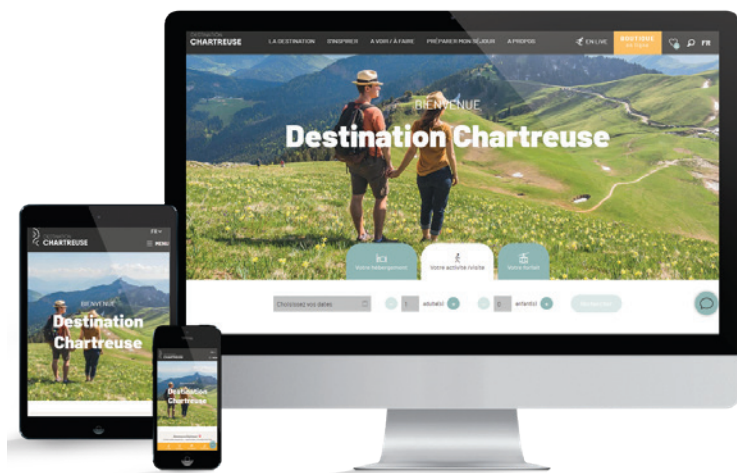 DESTINATION
CHARTREUSE
LA DESTINATION
S'INSPIRER
A VOIR / À FAIRE
PRÉPARER MON SÉJOUR
A PROPOS
EN LIVE
BOUTIQUE
en ligne
FR
BIENVENUE
Destination Chartreuse
Votre hébergement
Votre activité/visite
Votre forfait
Choisissez vos dates
1
adulte(s)
0
enfant(s)
DESTINATION
CHARTREUSE
FR
MENU
BIENVENUE
Destination
Chartreuse
CHARTREUSE
Destination
Chartreuse